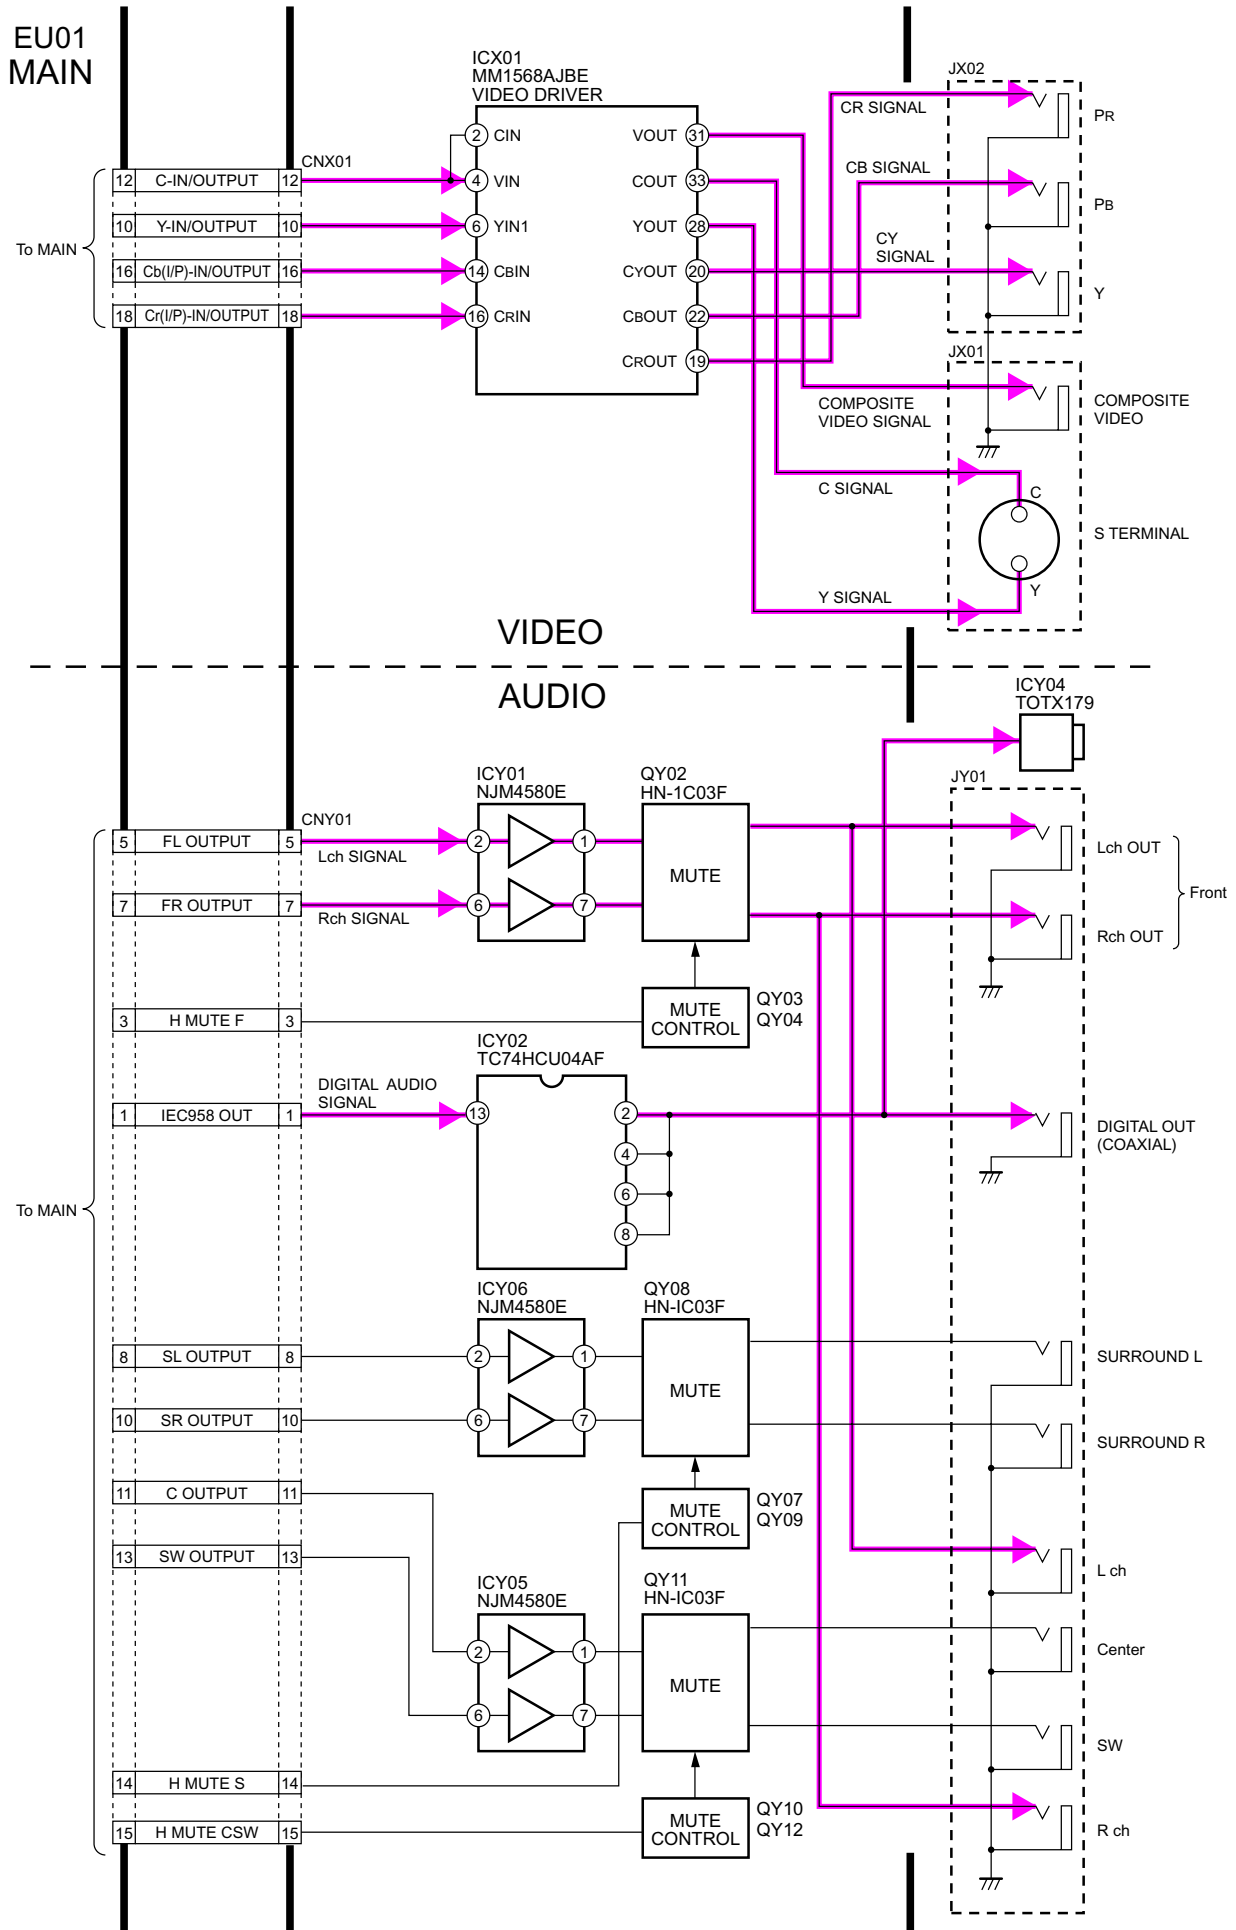 EU01
MAIN
ICX01
MM1568AJBE
VIDEO DRIVER
JX02
CR SIGNAL
PR
2 CIN
VOUT 31
CNX01
12 C-IN/OUTPUT 12
4 VIN
COUT 33
CB SIGNAL
PB
10 Y-IN/OUTPUT 10
6 YIN1
YOUT 28
To MAIN
CY
SIGNAL
16 Cb(I/P)-IN/OUTPUT 16
14 CBIN
CYOUT 20
Y
18 Cr(I/P)-IN/OUTPUT 18
16 CRIN
CBOUT 22
CROUT 19
JX01
COMPOSITE
VIDEO SIGNAL
COMPOSITE
VIDEO
C SIGNAL
C
S TERMINAL
Y SIGNAL
Y
VIDEO
AUDIO
ICY04
TOTX179
ICY01
NJM4580E
QY02
HN-1C03F
JY01
CNY01
5 FL OUTPUT 5
Lch SIGNAL
2 1
Lch OUT
MUTE
Front
7 FR OUTPUT 7
Rch SIGNAL
6 7
Rch OUT
3 H MUTE F 3
MUTE
CONTROL
QY03
QY04
ICY02
TC74HCU04AF
DIGITAL AUDIO
SIGNAL
1 IEC958 OUT 1
13 2
DIGITAL OUT
(COAXIAL)
4
6
To MAIN
8
ICY06
NJM4580E
QY08
HN-IC03F
8 SL OUTPUT 8
2 1
SURROUND L
MUTE
10 SR OUTPUT 10
6 7
SURROUND R
11 C OUTPUT 11
MUTE
CONTROL
QY07
QY09
13 SW OUTPUT 13
L ch
ICY05
NJM4580E
QY11
HN-IC03F
2 1
Center
MUTE
6 7
SW
14 H MUTE S 14
15 H MUTE CSW 15
MUTE
CONTROL
QY10
QY12
R ch